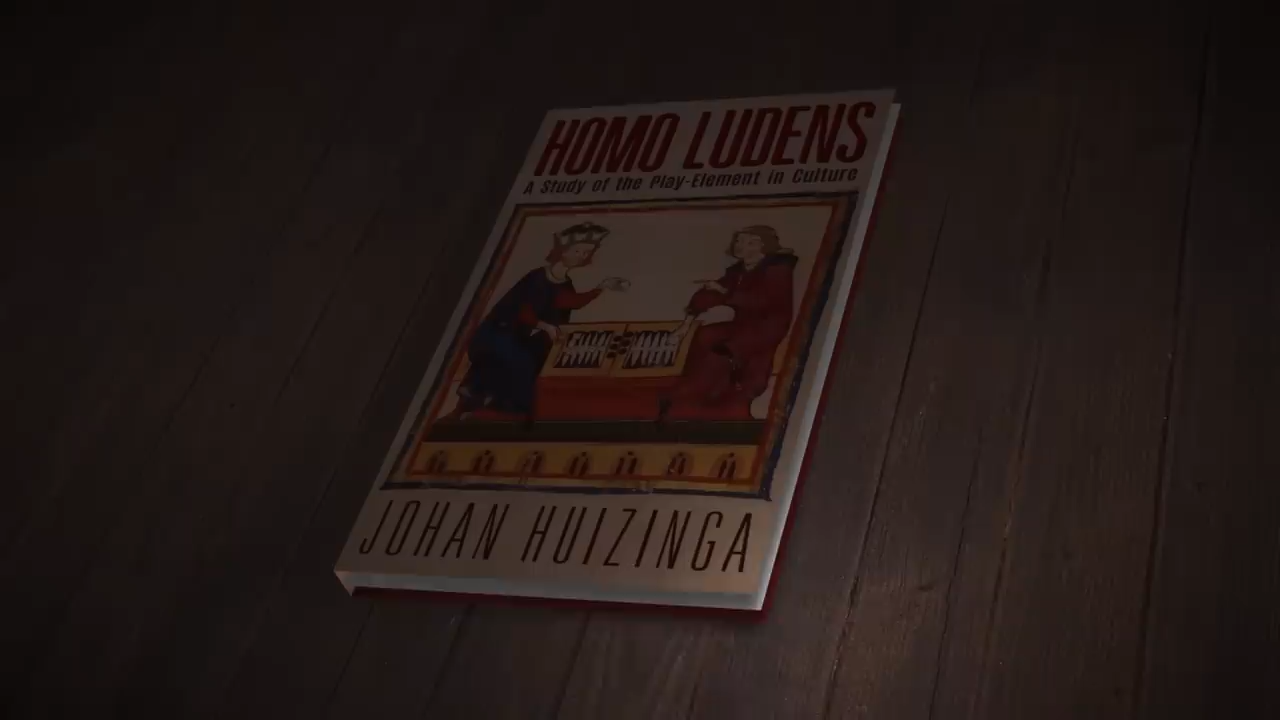 HOMO LUDENS
A Study of the Play-Element in Culture
JOHAN HUIZINGA